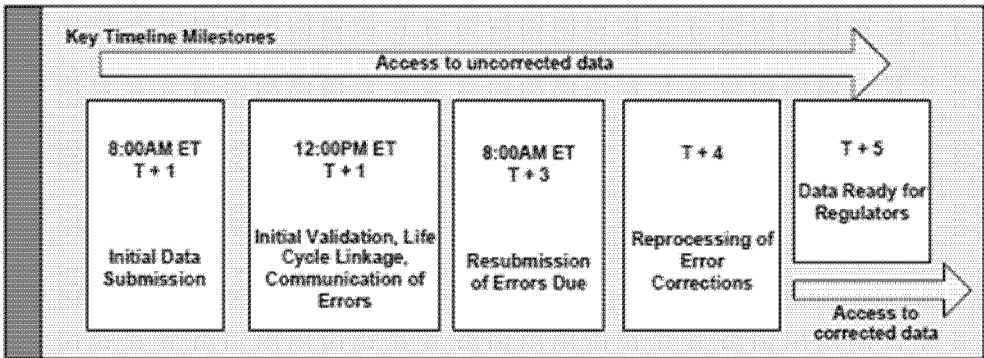 Key Timeline Milestones
Access to uncorrected data
8:00AM ET
T + 1
Initial Data
Submission
12:00PM ET
T + 1
Initial Validation, Life
Cycle Linkage,
Communication of
Errors
8:00AM ET
T + 3
Resubmission
of Errors Due
T + 4
Reprocessing of
Error
Corrections
T + 5
Data Ready for
Regulators
Access to
corrected data